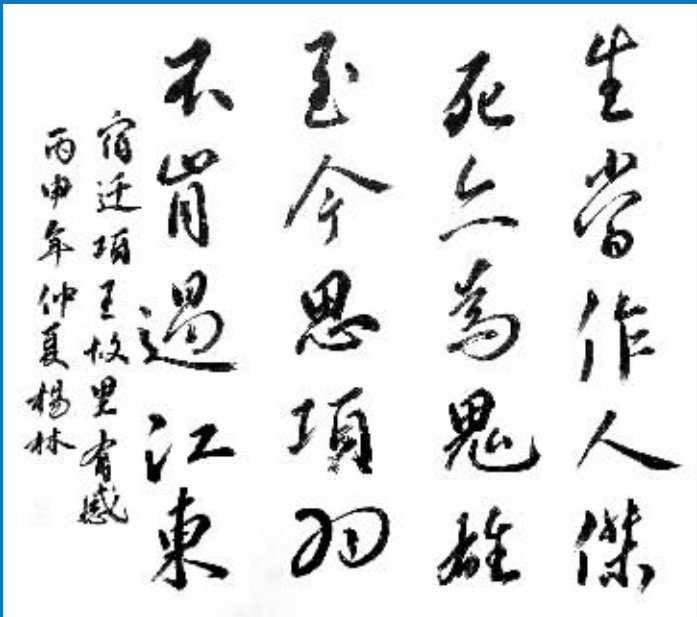 生當作人傑
死亦為鬼雄
至今思項羽
不肯過江東
宿迁項王故里有感
丙申年仲夏楊林